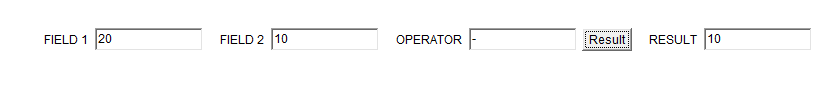 FIELD 1 20 FIELD 2 10 OPERATOR - Result RESULT 10